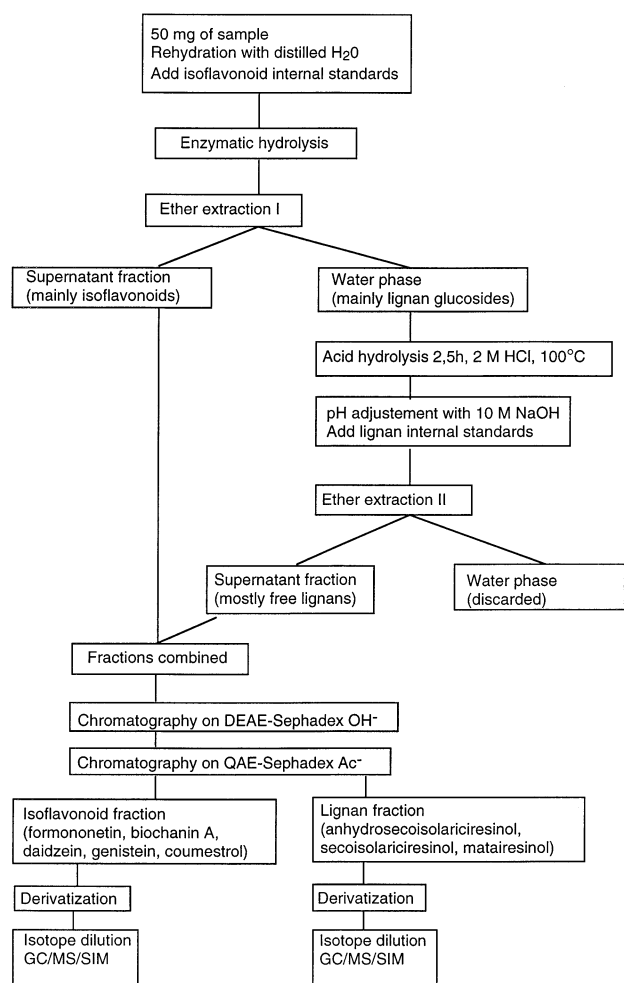 50 mg of sample
Rehydration with distilled H20
Add isoflavonoid internal standards
Enzymatic hydrolysis
Ether extraction I
Supernatant fraction
(mainly isoflavonoids)
Water phase
(mainly lignan glucosides)
Acid hydrolysis 2,5h, 2 M HCl, 100°C
pH adjustement with 10 M NaOH
Add lignan internal standards
Ether extraction II
Supernatant fraction
(mostly free lignans)
Water phase
(discarded)
Fractions combined
Chromatography on DEAE-Sephadex OH-
Chromatography on QAE-Sephadex Ac-
Isoflavonoid fraction
(formononetin, biochanin A,
daidzein, genistein, coumestrol)
Lignan fraction
(anhydrosecoisolariciresinol,
secoisolariciresinol, matairesinol)
Derivatization
Derivatization
Isotope dilution
GC/MS/SIM
Isotope dilution
GC/MS/SIM